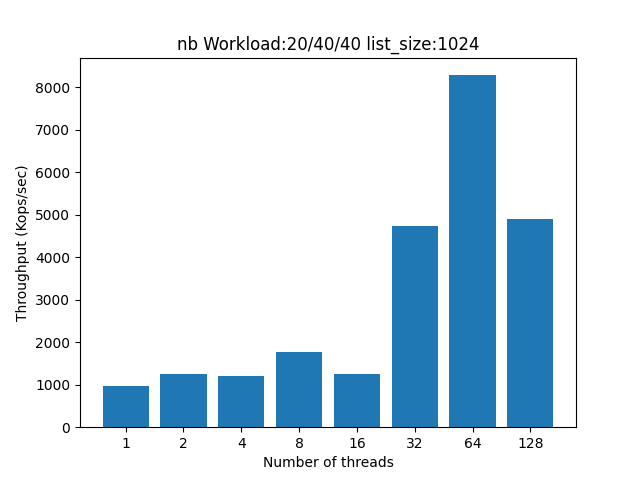 nb Workload:20/40/40 list_size:1024
8000
7000
6000
5000
4000
3000
2000
1000
0
Throughput (Kops/sec)
1 2 4 8 16 32 64 128
Number of threads